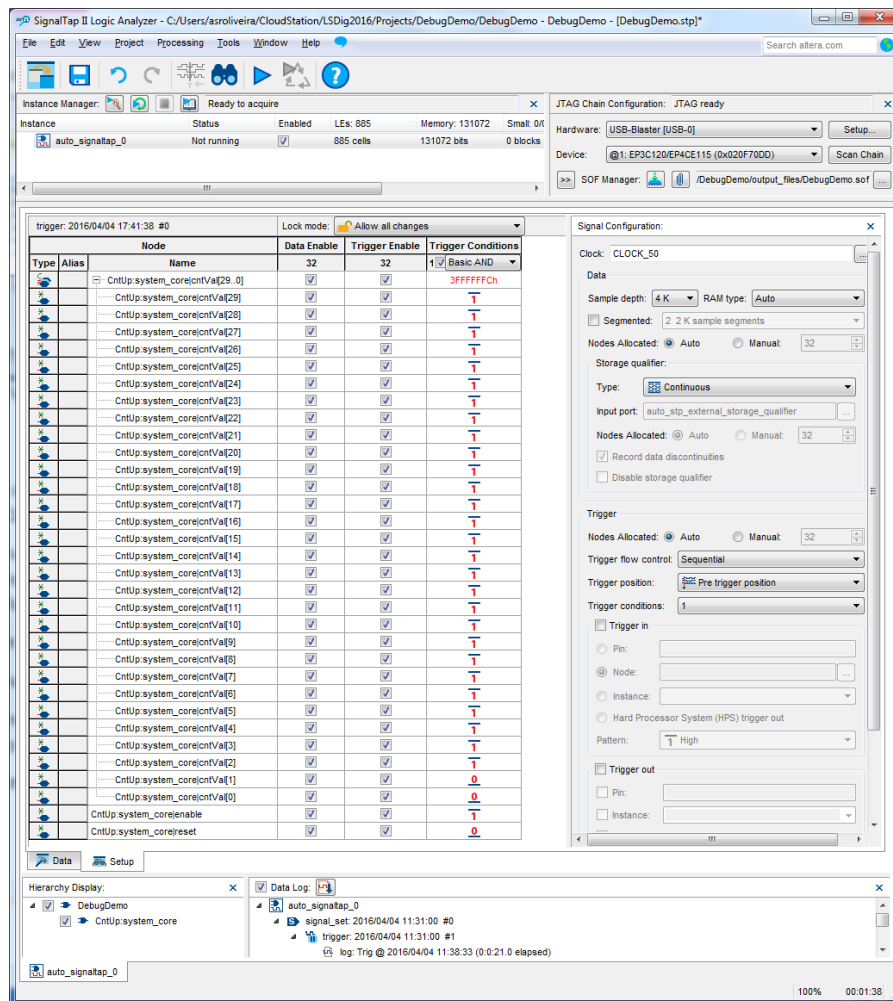 SignalTap II Logic Analyzer - C:/Users/asroliveira/CloudStation/LSDig2016/Projects/DebugDemo/DebugDemo - DebugDemo - [DebugDemo.stp]*
File Edit View Project Processing Tools Window Help Search altera.com
Instance Manager: Ready to acquire
Instance Status Enabled LEs: 885 Memory: 131072 Small: 0/0
auto_signaltap_0 Not running 885 cells 131072 bits 0 blocks
JTAG Chain Configuration: JTAG ready
Hardware: USB-Blaster [USB-0] Setup...
Device: @1: EP3C120/EP4CE115 (0x020F70DD) Scan Chain
>> SOF Manager: /DebugDemo/output_files/DebugDemo.sof ...
trigger: 2016/04/04 17:41:38 #0 Lock mode: Allow all changes
Node Data Enable Trigger Enable Trigger Conditions
Type Alias Name 32 32 1 Basic AND
CntUp:system_core|cntVal[29..0] 3FFFFFFCh
CntUp:system_core|cntVal[29] 1
CntUp:system_core|cntVal[28] 1
CntUp:system_core|cntVal[27] 1
CntUp:system_core|cntVal[26] 1
CntUp:system_core|cntVal[25] 1
CntUp:system_core|cntVal[24] 1
CntUp:system_core|cntVal[23] 1
CntUp:system_core|cntVal[22] 1
CntUp:system_core|cntVal[21] 1
CntUp:system_core|cntVal[20] 1
CntUp:system_core|cntVal[19] 1
CntUp:system_core|cntVal[18] 1
CntUp:system_core|cntVal[17] 1
CntUp:system_core|cntVal[16] 1
CntUp:system_core|cntVal[15] 1
CntUp:system_core|cntVal[14] 1
CntUp:system_core|cntVal[13] 1
CntUp:system_core|cntVal[12] 1
CntUp:system_core|cntVal[11] 1
CntUp:system_core|cntVal[10] 1
CntUp:system_core|cntVal[9] 1
CntUp:system_core|cntVal[8] 1
CntUp:system_core|cntVal[7] 1
CntUp:system_core|cntVal[6] 1
CntUp:system_core|cntVal[5] 1
CntUp:system_core|cntVal[4] 1
CntUp:system_core|cntVal[3] 1
CntUp:system_core|cntVal[2] 1
CntUp:system_core|cntVal[1] 0
CntUp:system_core|cntVal[0] 0
CntUp:system_core|enable 1
CntUp:system_core|reset 0
Signal Configuration:
Clock: CLOCK_50 ...
Data
Sample depth: 4 K RAM type: Auto
Segmented: 2 2 K sample segments
Nodes Allocated: Auto Manual: 32
Storage qualifier:
Type: Continuous
Input port: auto_stp_external_storage_qualifier ...
Nodes Allocated: Auto Manual: 32
Record data discontinuities
Disable storage qualifier
Trigger
Nodes Allocated: Auto Manual: 32
Trigger flow control: Sequential
Trigger position: Pre trigger position
Trigger conditions: 1
Trigger in
Pin:
Node: ...
Instance:
Hard Processor System (HPS) trigger out
Pattern: 1 High
Trigger out
Pin:
Instance:
Data Setup
Hierarchy Display:
DebugDemo
CntUp:system_core
Data Log:
auto_signaltap_0
signal_set: 2016/04/04 11:31:00 #0
trigger: 2016/04/04 11:31:00 #1
log: Trig @ 2016/04/04 11:38:33 (0:0:21.0 elapsed)
auto_signaltap_0
100% 00:01:38